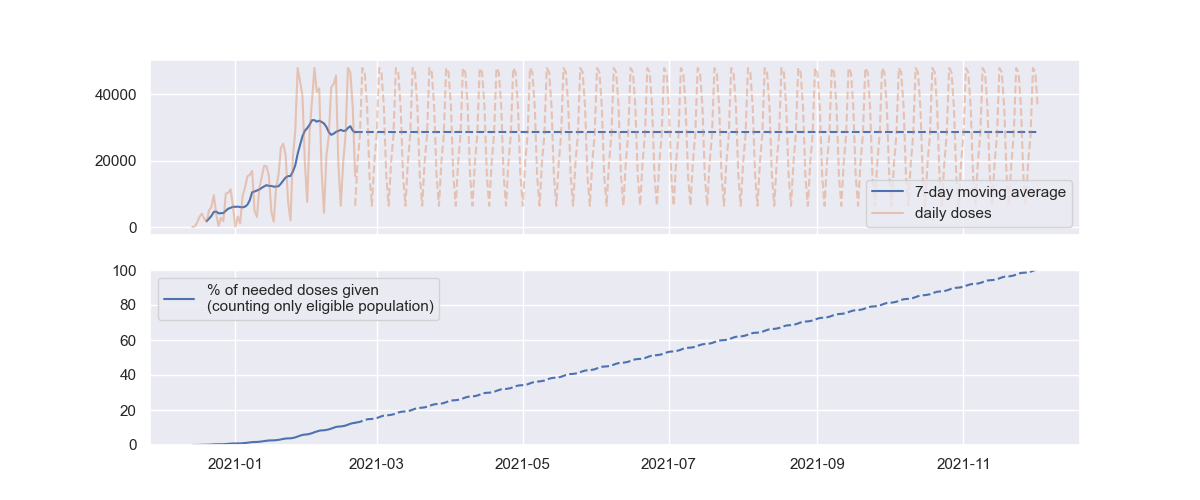 40000
20000
0
7-day moving average
daily doses
100
80
60
40
20
0
% of needed doses given
(counting only eligible population)
2021-01 2021-03 2021-05 2021-07 2021-09 2021-11